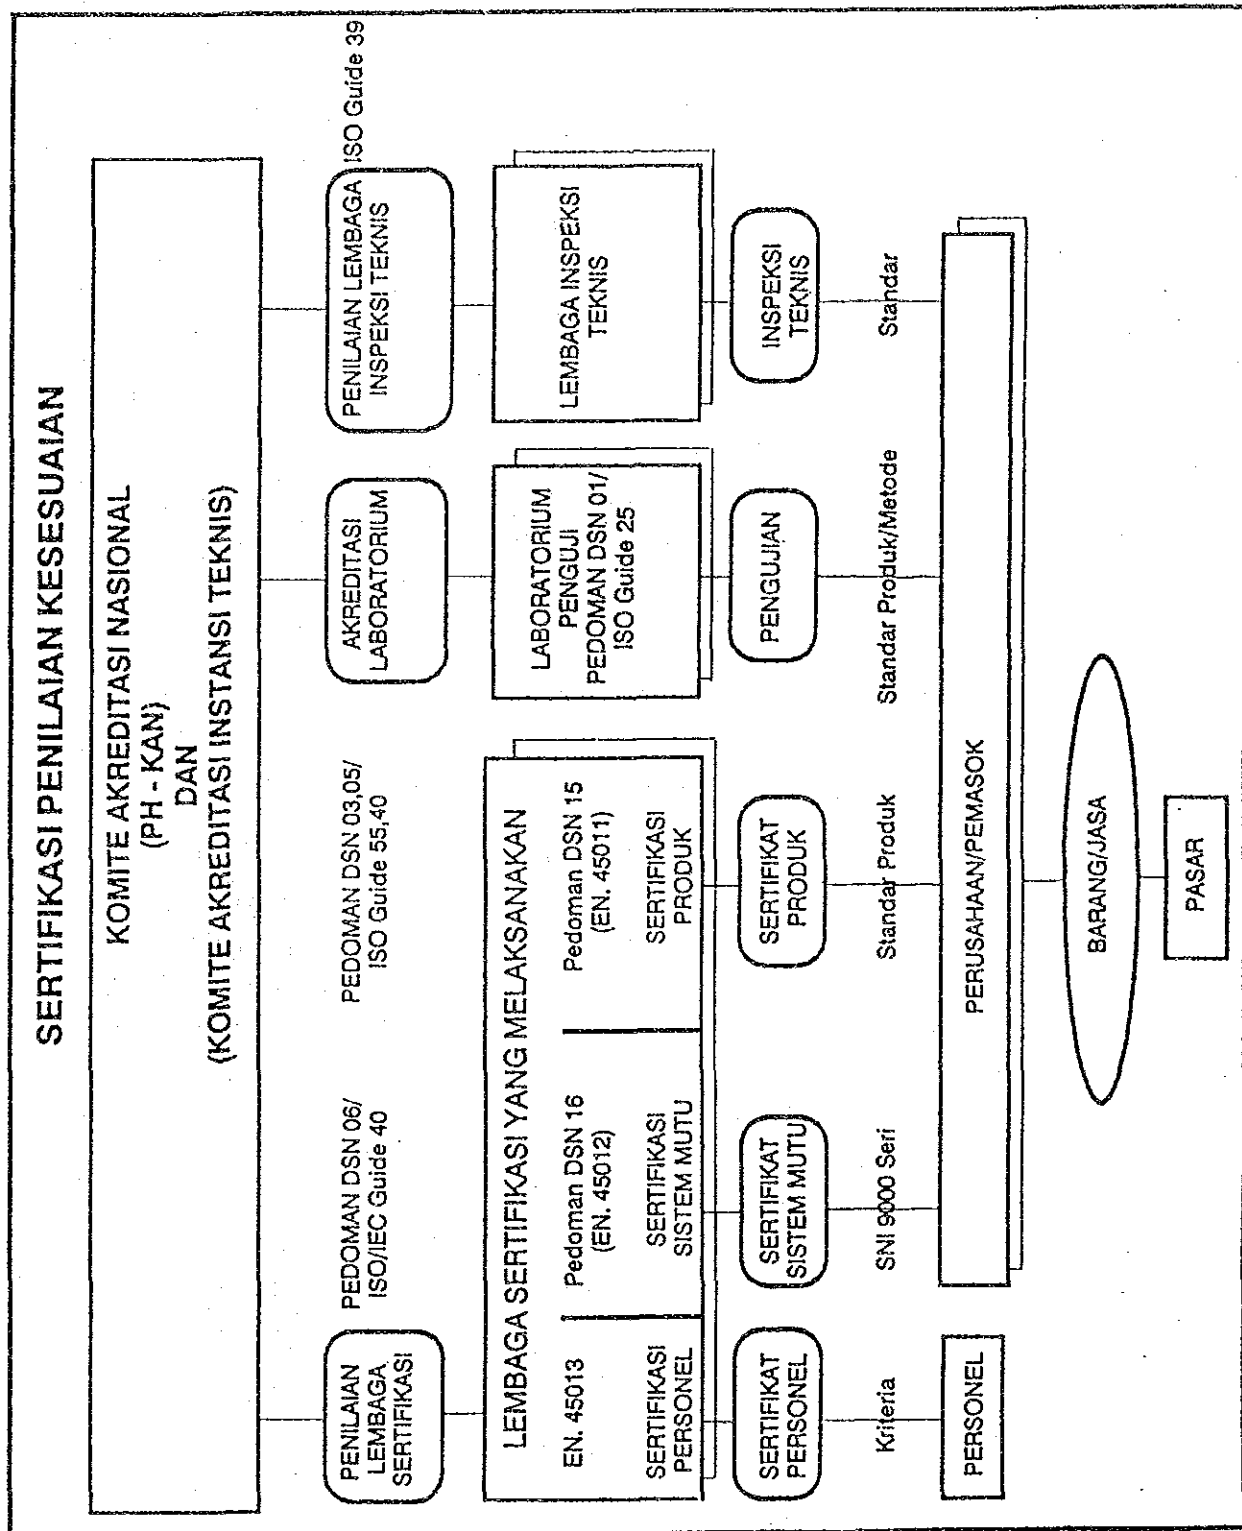 SERTIFIKASI PENILAIAN KESESUAIAN
KOMITE AKREDITASI NASIONAL
(PH - KAN)
DAN
(KOMITE AKREDITASI INSTANSI TEKNIS)
PENILAIAN
LEMBAGA
SERTIFIKASI
PEDOMAN DSN 06/
ISO/IEC Guide 40
PEDOMAN DSN 03,05/
ISO Guide 55,40
AKREDITASI
LABORATORIUM
PENILAIAN LEMBAGA
INSPEKSI TEKNIS
ISO Guide 39
LEMBAGA SERTIFIKASI YANG MELAKSANAKAN
EN. 45013
SERTIFIKASI
PERSONEL
Pedoman DSN 16
(EN. 45012)
SERTIFIKASI
SISTEM MUTU
Pedoman DSN 15
(EN. 45011)
SERTIFIKASI
PRODUK
LABORATORIUM
PENGUJI
PEDOMAN DSN 01/
ISO Guide 25
LEMBAGA INSPEKSI
TEKNIS
SERTIFIKAT
PERSONEL
SERTIFIKAT
SISTEM MUTU
SERTIFIKAT
PRODUK
PENGUJIAN
INSPEKSI
TEKNIS
Kriteria
SNI 9000 Seri
Standar Produk
Standar Produk/Metode
Standar
PERSONEL
PERUSAHAAN/PEMASOK
BARANG/JASA
PASAR